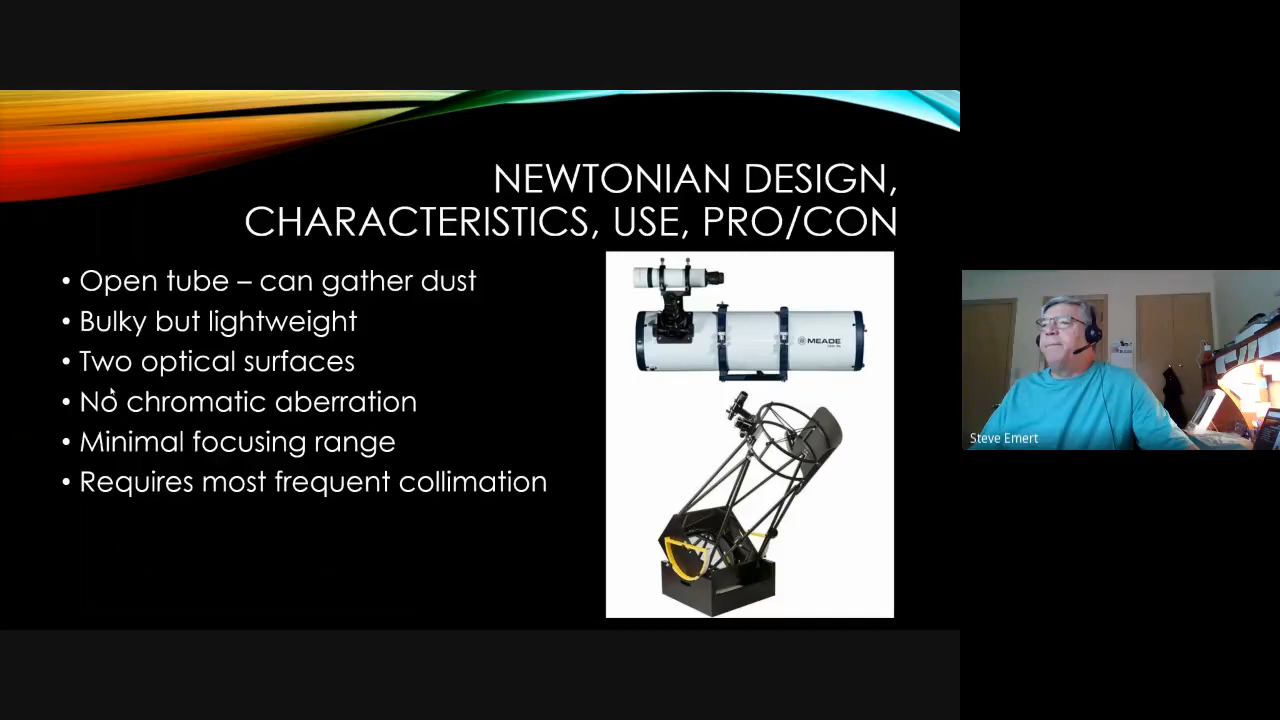 NEWTONIAN DESIGN,
CHARACTERISTICS, USE, PRO/CON
• Open tube – can gather dust
• Bulky but lightweight
• Two optical surfaces
• No chromatic aberration
• Minimal focusing range
• Requires most frequent collimation
MEADE
Steve Emert